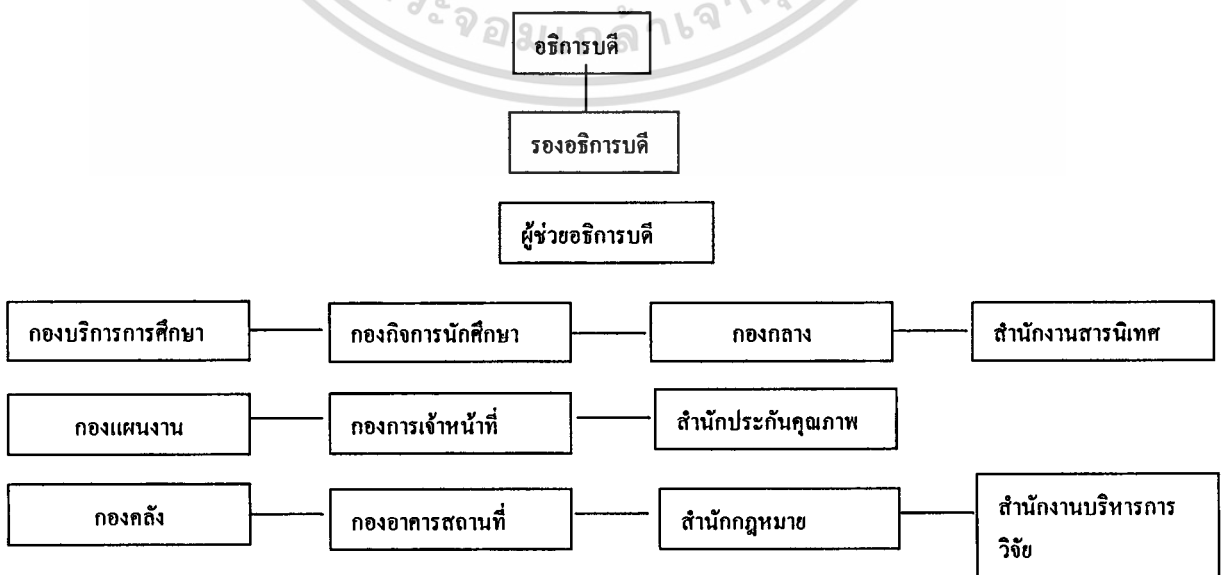 อธิการบดี
รองอธิการบดี
ผู้ช่วยอธิการบดี
กองบริการการศึกษา กองกิจการนักศึกษา กองกลาง สำนักงานสารนิเทศ
กองแผนงาน กองการเจ้าหน้าที่ สำนักประกันคุณภาพ
กองคลัง กองอาคารสถานที่ สำนักกฎหมาย สำนักงานบริหารการ
วิจัย